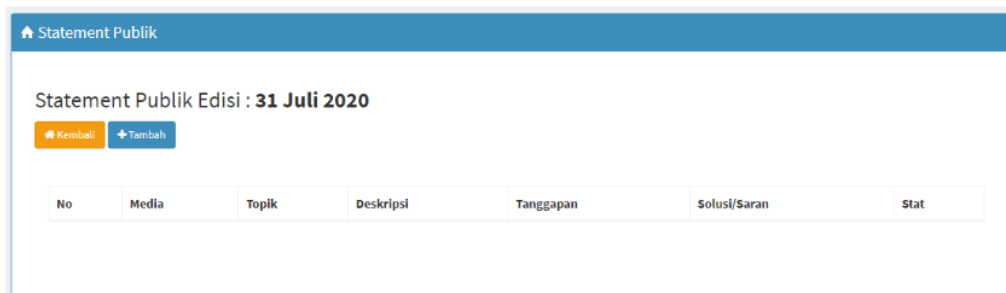 Statement Publik
Statement Publik Edisi : 31 Juli 2020
Kembali +Tambah
No Media Topik Deskripsi Tanggapan Solusi/Saran Stat